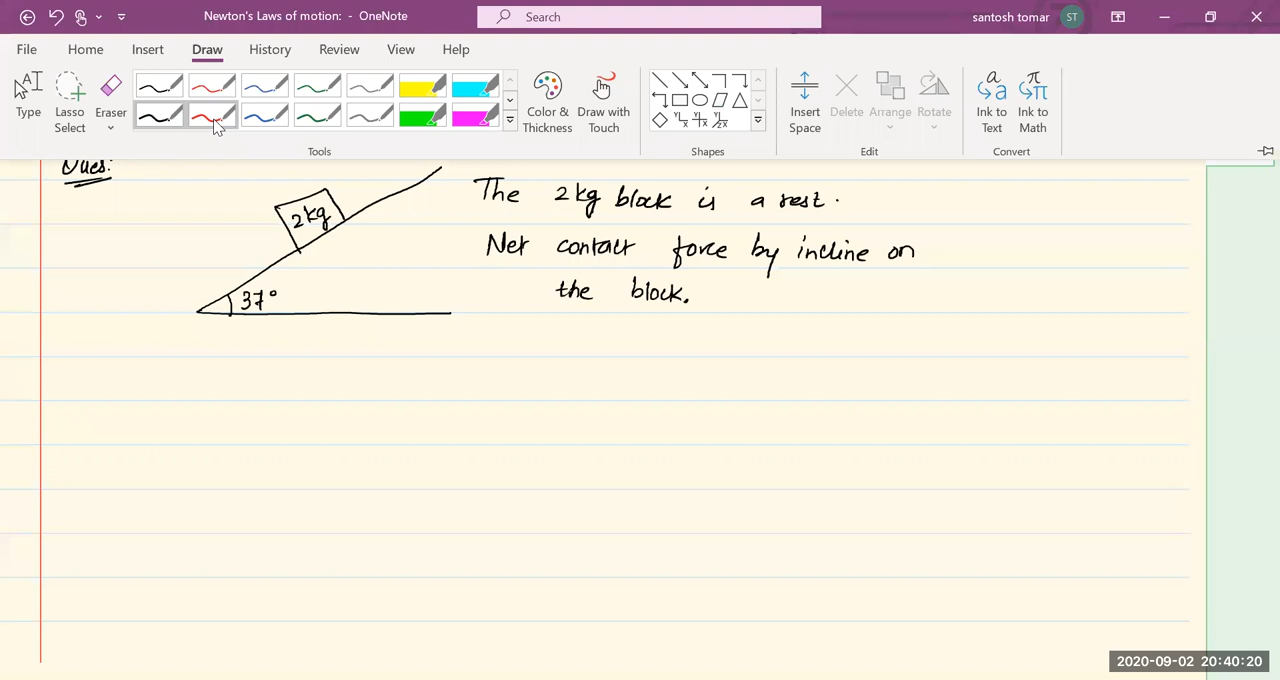 Newton's Laws of motion: - OneNote
Search
santosh tomar
ST
File
Home
Insert
Draw
History
Review
View
Help
Type
Lasso Select
Eraser
Color & Thickness
Draw with Touch
Insert Space
Delete
Arrange
Rotate
Ink to Text
Ink to Math
Tools
Shapes
Edit
Convert
Ques:
2kg
37°
The 2kg block is a rest.
Net contact force by incline on
the block.
2020-09-02 20:40:20